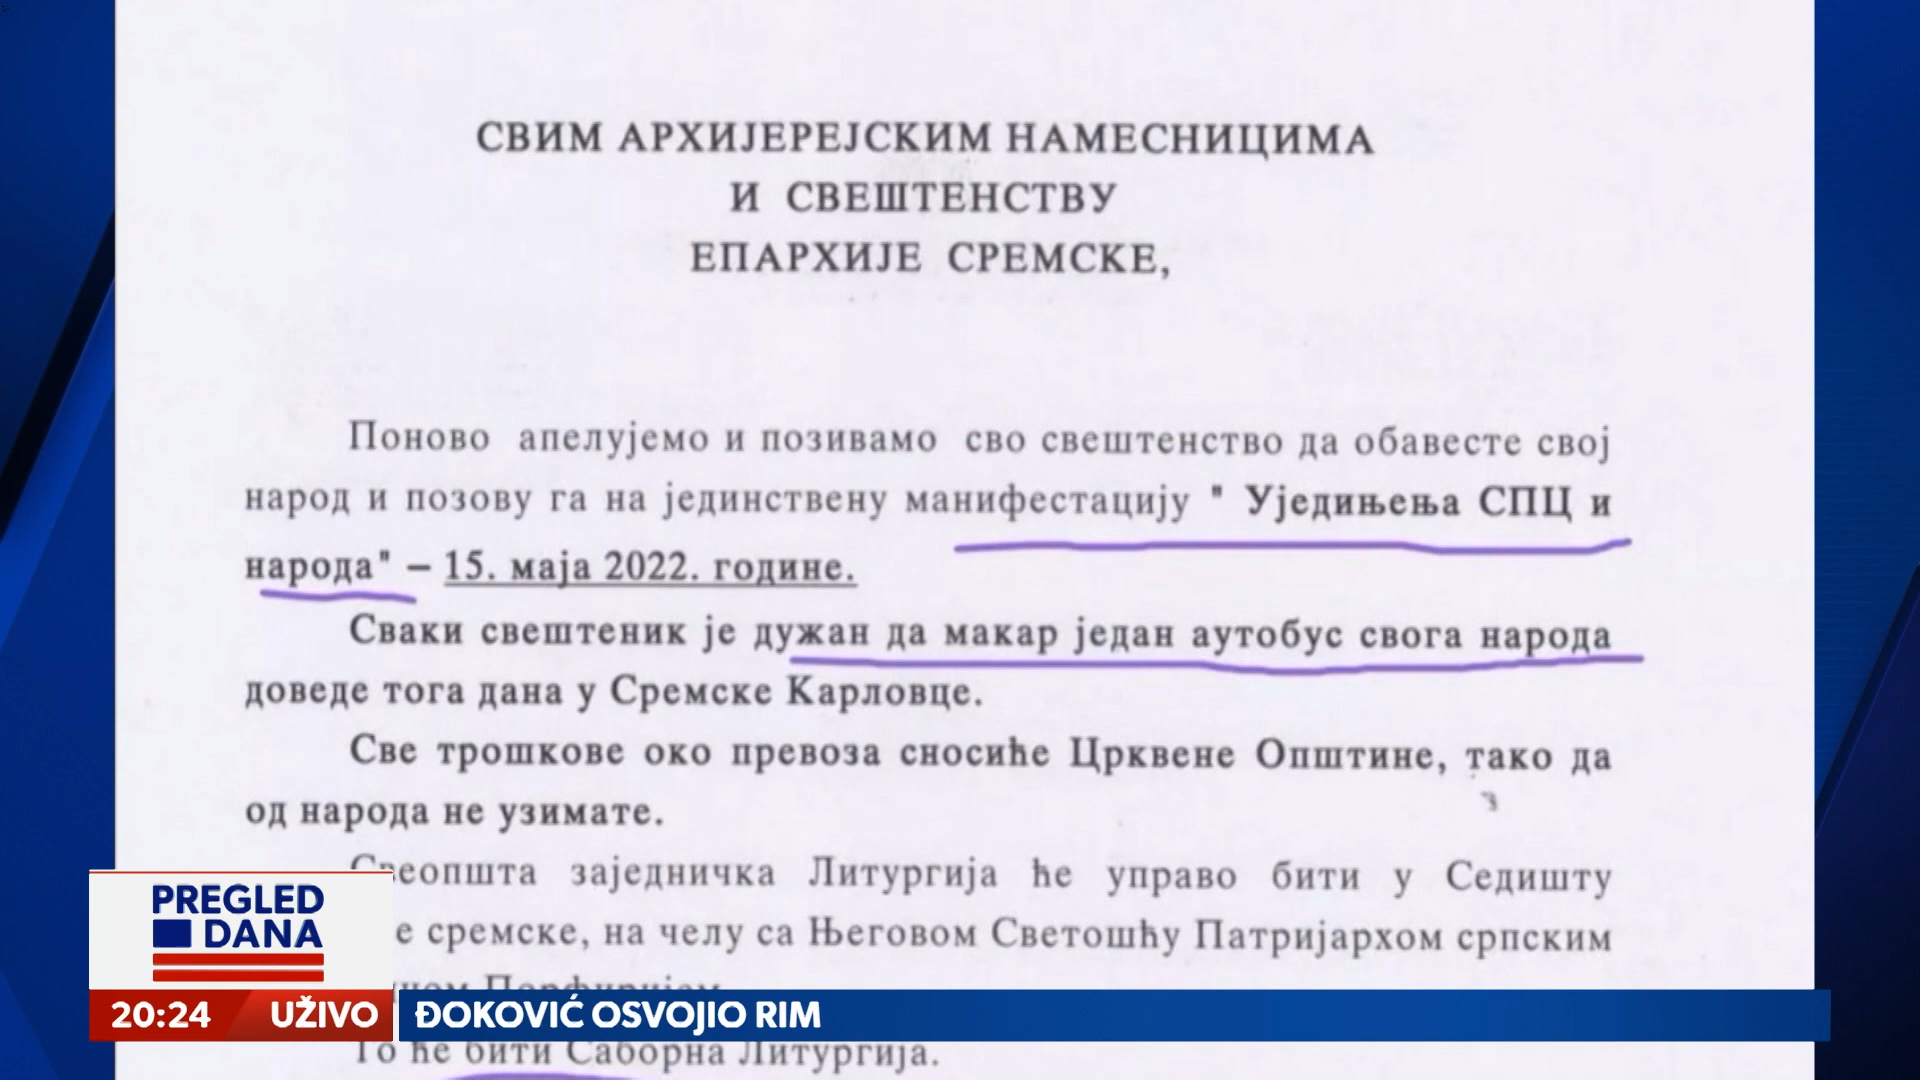 СВИМ АРХИЈЕРЕЈСКИМ НАМЕСНИЦИМА
И СВЕШТЕНСТВУ
ЕПАРХИЈЕ СРЕМСКЕ,
Поново апелујемо и позивамо сво свештенство да обавесте свој
народ и позову га на јединствену манифестацију " Уједињења СПЦ и
народа" – 15. маја 2022. године.
Сваки свештеник је дужан да макар један аутобус свога народа
доведе тога дана у Сремске Карловце.
Све трошкове око превоза сносиће Црквене Општине, тако да
од народа не узимате.
Свеопшта заједничка Литургија ће управо бити у Седишту
е сремске, на челу са Његовом Светошћу Патријархом српским
Порфиријем
То ће бити Саборна Литургија.
PREGLED
DANA
20:24 UŽIVO ĐOKOVIĆ OSVOJIO RIM